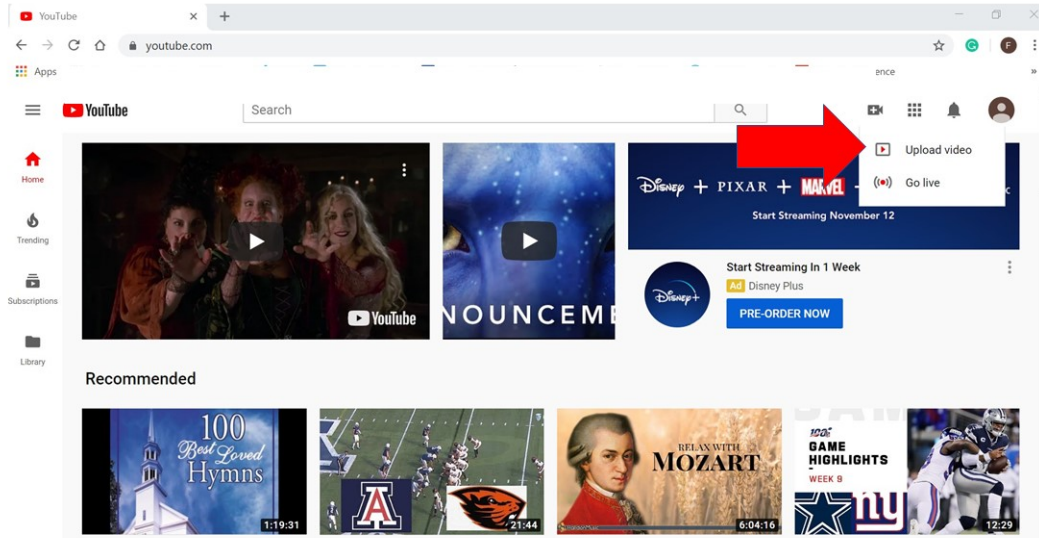 YouTube
youtube.com
Apps
ence
YouTube
Search
Upload video
Go live
Home
Trending
Subscriptions
Library
YouTube
NOUNCEME
Disney + PIXAR + MARVEL
Start Streaming November 12
Start Streaming In 1 Week
Ad Disney Plus
Disney+
PRE-ORDER NOW
Recommended
100
Best Loved
Hymns
1:19:31
A
21:44
RELAX WITH
MOZART
6:04:16
100
GAME
HIGHLIGHTS
WEEK 9
ny
12:29
F